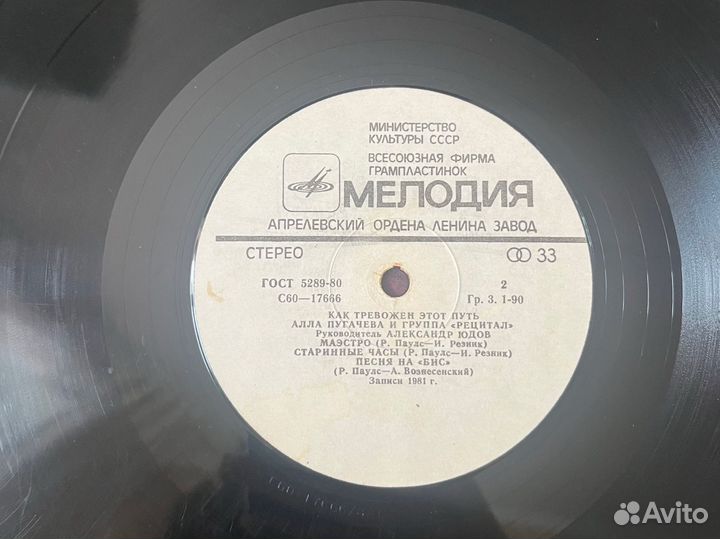 МИНИСТЕРСТВО
КУЛЬТУРЫ СССР
ВСЕСОЮЗНАЯ ФИРМА
ГРАМПЛАСТИНОК
МЕЛОДИЯ
АПРЕЛЕВСКИЙ ОРДЕНА ЛЕНИНА ЗАВОД
СТЕРЕО 33
ГОСТ 5289-80 2
С60—17666 Гр. 3. 1-90
КАК ТРЕВОЖЕН ЭТОТ ПУТЬ
АЛЛА ПУГАЧЕВА И ГРУППА «РЕЦИТАЛ»
Руководитель АЛЕКСАНДР ЮДОВ
МАЭСТРО (Р. Паулс—И. Резник)
СТАРИННЫЕ ЧАСЫ (Р. Паулс—И. Резник)
ПЕСНЯ НА «БИС»
(Р. Паулс—А. Вознесенский)
Записи 1981 г.
Avito